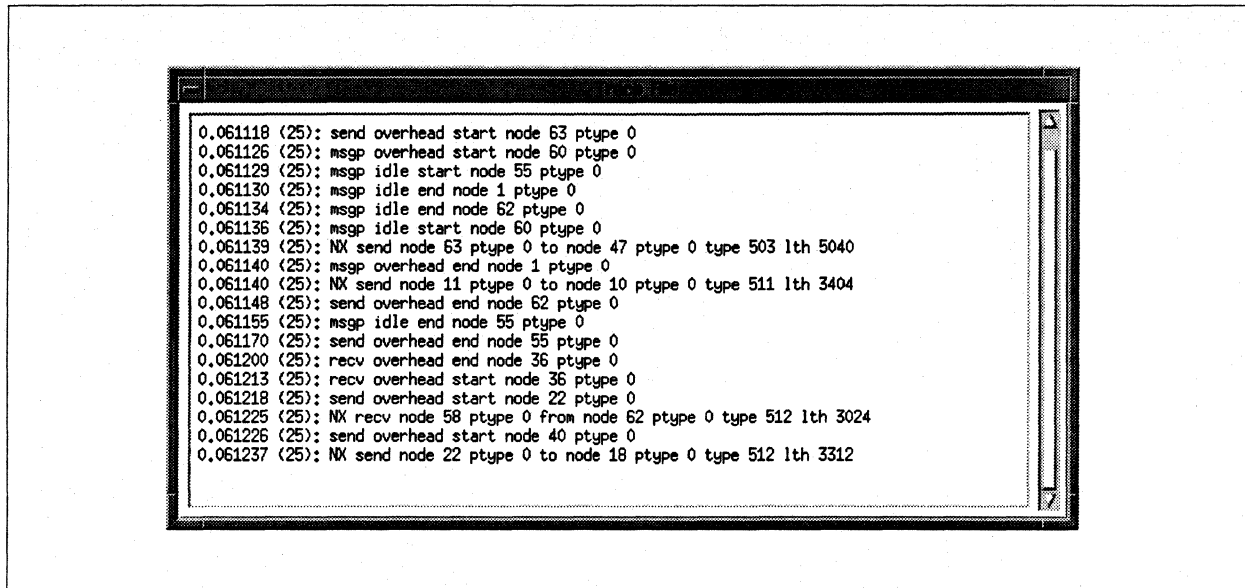 0.061118 (25): send overhead start node 63 ptype 0
0.061126 (25): msgp overhead start node 60 ptype 0
0.061129 (25): msgp idle start node 55 ptype 0
0.061130 (25): msgp idle end node 1 ptype 0
0.061134 (25): msgp idle end node 62 ptype 0
0.061136 (25): msgp idle start node 60 ptype 0
0.061139 (25): NX send node 63 ptype 0 to node 47 ptype 0 type 503 lth 5040
0.061140 (25): msgp overhead end node 1 ptype 0
0.061140 (25): NX send node 11 ptype 0 to node 10 ptype 0 type 511 lth 3404
0.061148 (25): send overhead end node 62 ptype 0
0.061155 (25): msgp idle end node 55 ptype 0
0.061170 (25): send overhead end node 55 ptype 0
0.061200 (25): recv overhead end node 36 ptype 0
0.061213 (25): recv overhead start node 36 ptype 0
0.061218 (25): send overhead start node 22 ptype 0
0.061225 (25): NX recv node 58 ptype 0 from node 62 ptype 0 type 512 lth 3024
0.061226 (25): send overhead start node 40 ptype 0
0.061237 (25): NX send node 22 ptype 0 to node 18 ptype 0 type 512 lth 3312